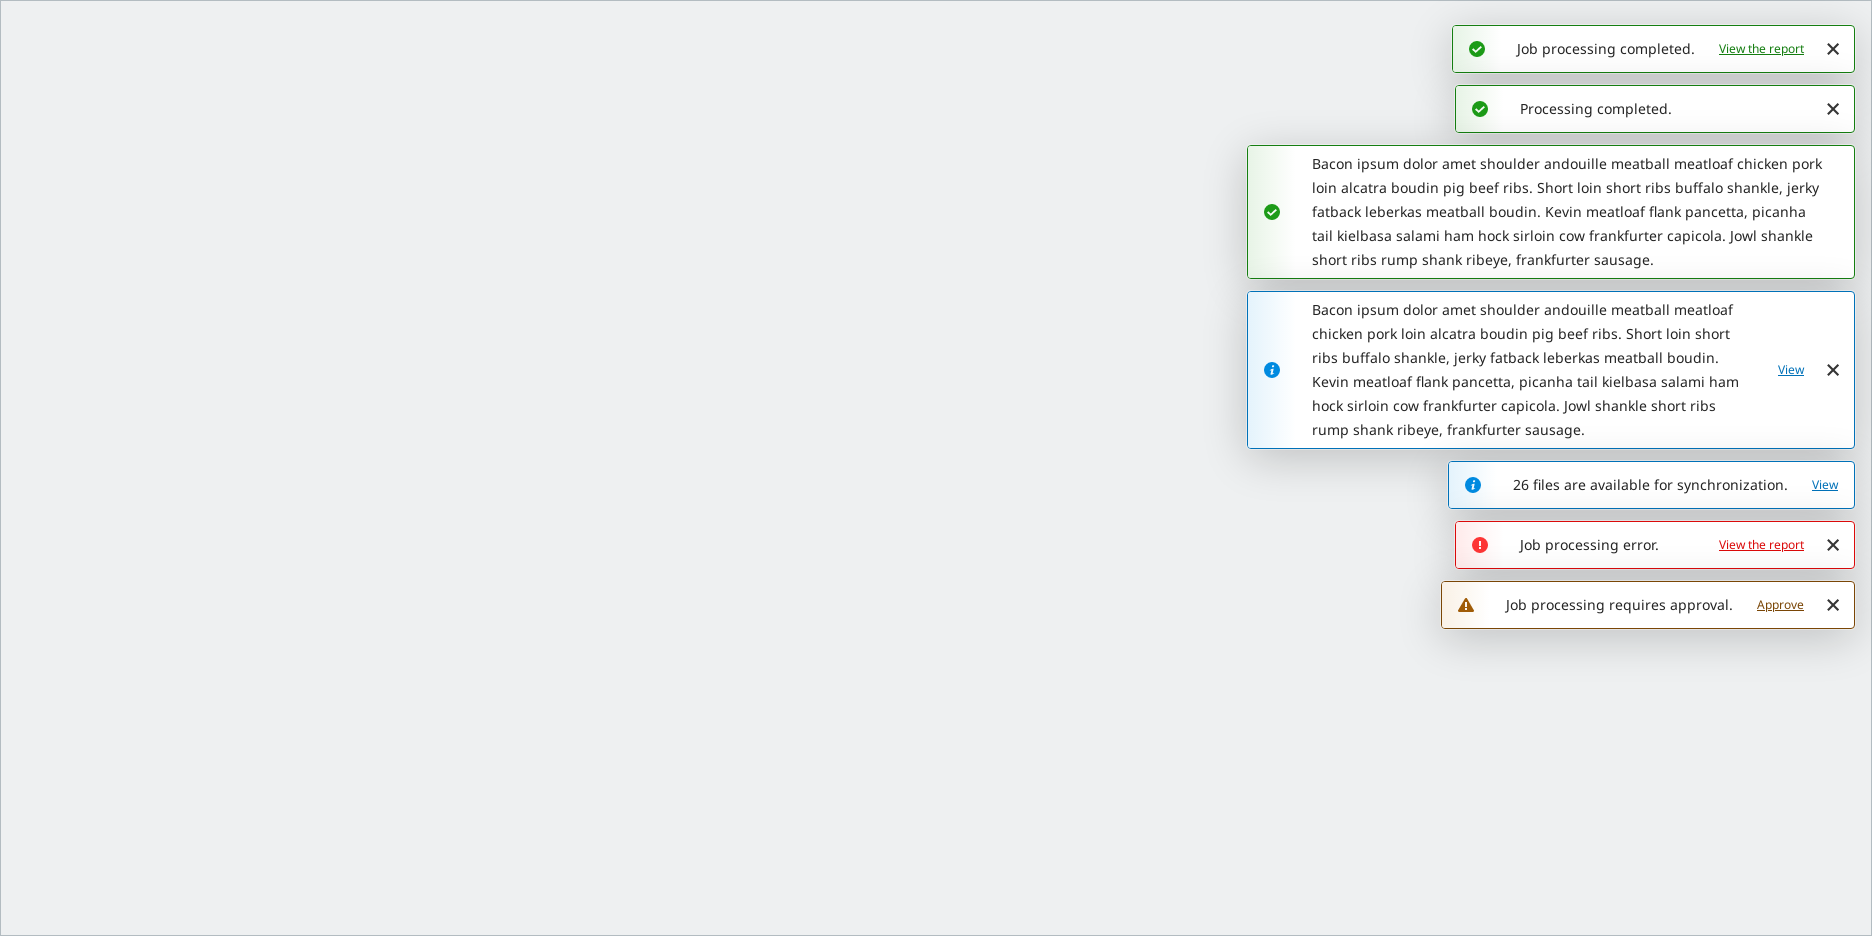 Job processing completed. View the report
Processing completed.
Bacon ipsum dolor amet shoulder andouille meatball meatloaf chicken pork
loin alcatra boudin pig beef ribs. Short loin short ribs buffalo shankle, jerky
fatback leberkas meatball boudin. Kevin meatloaf flank pancetta, picanha
tail kielbasa salami ham hock sirloin cow frankfurter capicola. Jowl shankle
short ribs rump shank ribeye, frankfurter sausage.
Bacon ipsum dolor amet shoulder andouille meatball meatloaf
chicken pork loin alcatra boudin pig beef ribs. Short loin short
ribs buffalo shankle, jerky fatback leberkas meatball boudin.
Kevin meatloaf flank pancetta, picanha tail kielbasa salami ham
hock sirloin cow frankfurter capicola. Jowl shankle short ribs
rump shank ribeye, frankfurter sausage.
View
26 files are available for synchronization. View
Job processing error. View the report
Job processing requires approval. Approve